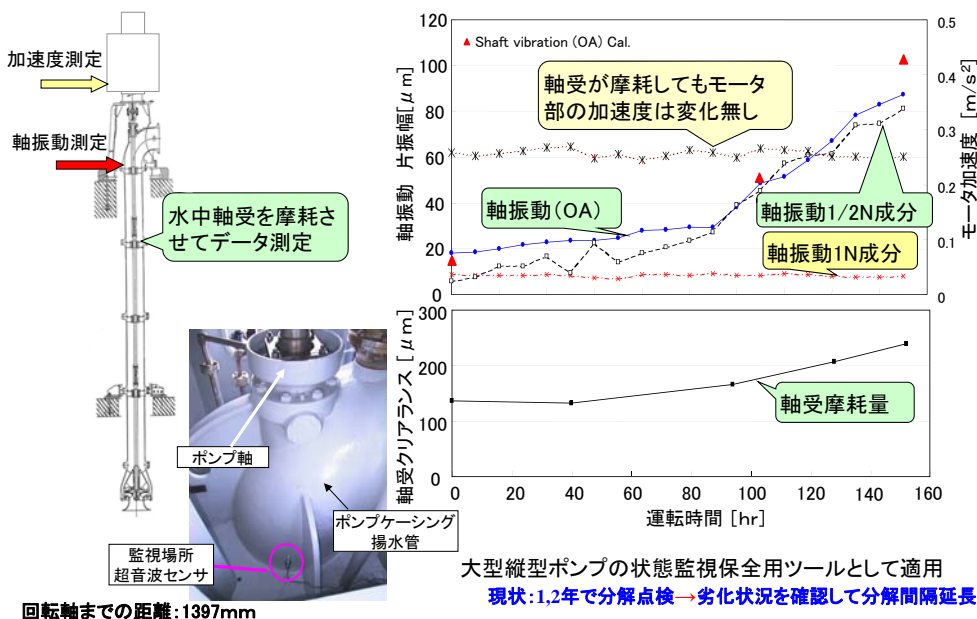 加速度測定
軸振動測定
水中軸受を摩耗さ
せてデータ測定
ポンプ軸
ポンプケーシング
揚水管
監視場所
超音波センサ
回転軸までの距離：1397mm
軸振動 片振幅[μm]
120
100
80
60
40
20
0
▲ Shaft vibration (OA) Cal.
軸受が摩耗してもモータ
部の加速度は変化無し
軸振動(OA)
軸振動1/2N成分
軸振動1N成分
0.5
0.4
0.3
0.2
0.1
0
モータ加速度 [m/s²]
軸受クリアランス[μm]
300
200
100
0
軸受摩耗量
0 20 40 60 80 100 120 140 160
運転時間 [hr]
大型縦型ポンプの状態監視保全用ツールとして適用
現状：1,2年で分解点検→劣化状況を確認して分解間隔延長